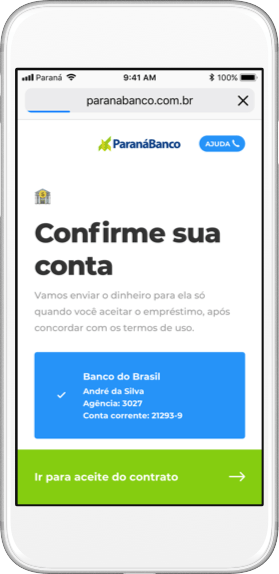 Paraná 9:41 AM 100%
paranabanco.com.br
ParanáBanco AJUDA
Confirme sua
conta
Vamos enviar o dinheiro para ela só
quando você aceitar o empréstimo, após
concordar com os termos de uso.
Banco do Brasil
André da Silva
Agência: 3027
Conta corrente: 21293-9
Ir para aceite do contrato